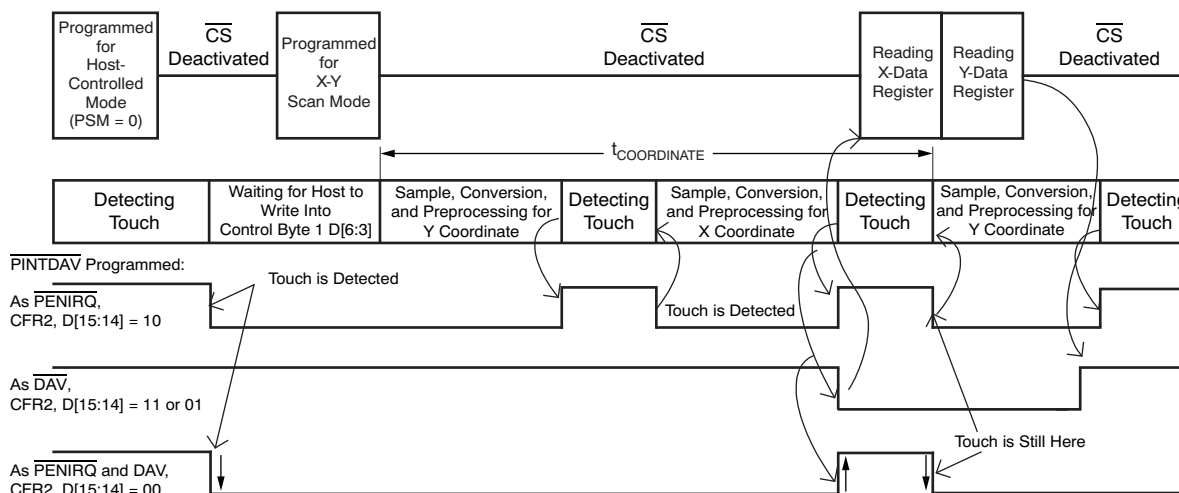 Programmed
for
Host-
Controlled
Mode
(PSM = 0)
CS
Deactivated
Programmed
for
X-Y
Scan Mode
CS
Deactivated
Reading
X-Data
Register
Reading
Y-Data
Register
CS
Deactivated
tCOORDINATE
Detecting
Touch
Waiting for Host to
Write Into
Control Byte 1 D[6:3]
Sample, Conversion,
and Preprocessing for
Y Coordinate
Detecting
Touch
Sample, Conversion,
and Preprocessing for
X Coordinate
Detecting
Touch
Sample, Conversion,
and Preprocessing for
Y Coordinate
Detecting
Touch
PINTDAV Programmed:
Touch is Detected
As PENIRQ,
CFR2, D[15:14] = 10
Touch is Detected
As DAV,
CFR2, D[15:14] = 11 or 01
Touch is Still Here
As PENIRQ and DAV,
CFR2, D[15:14] = 00